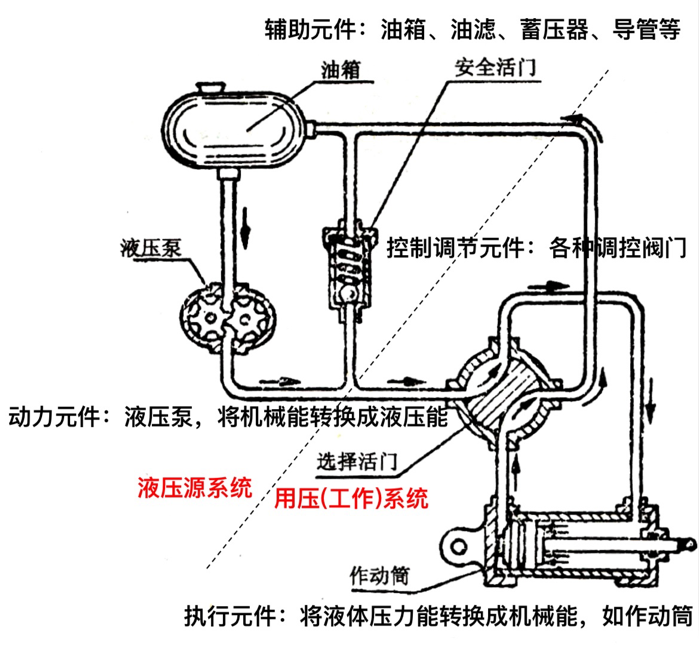 辅助元件：油箱、油滤、蓄压器、导管等
油箱
安全活门
液压泵
控制调节元件：各种调控阀门
动力元件：液压泵，将机械能转换成液压能
选择活门
液压源系统
用压(工作)系统
作动筒
执行元件：将液体压力能转换成机械能，如作动筒